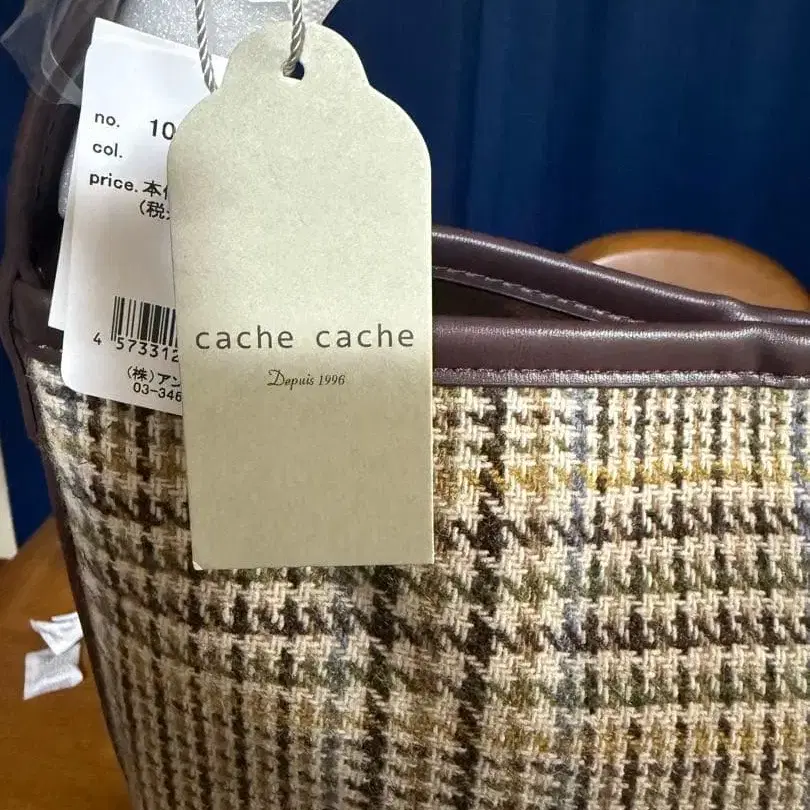 no. 10
col.
price. 本
(税
4 573312
(株)アン
03-346
cache cache
Depuis 1996